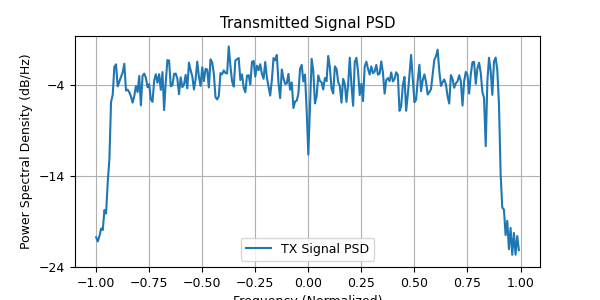 Transmitted Signal PSD
Power Spectral Density (dB/Hz)
−4
−14
−24
TX Signal PSD
−1.00 −0.75 −0.50 −0.25 0.00 0.25 0.50 0.75 1.00
Frequency (Normalized)